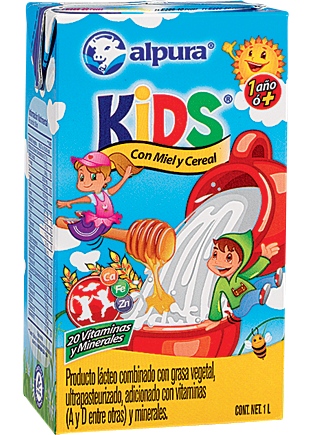 alpura®
1 año
ó +
KIDS®
Con Miel y Cereal
Ca
Fe
Zn
20 Vitaminas
y Minerales
Producto lácteo combinado con grasa vegetal,
ultrapasteurizado, adicionado con vitaminas
(A y D entre otras) y minerales.
CONT. NET. 1 L